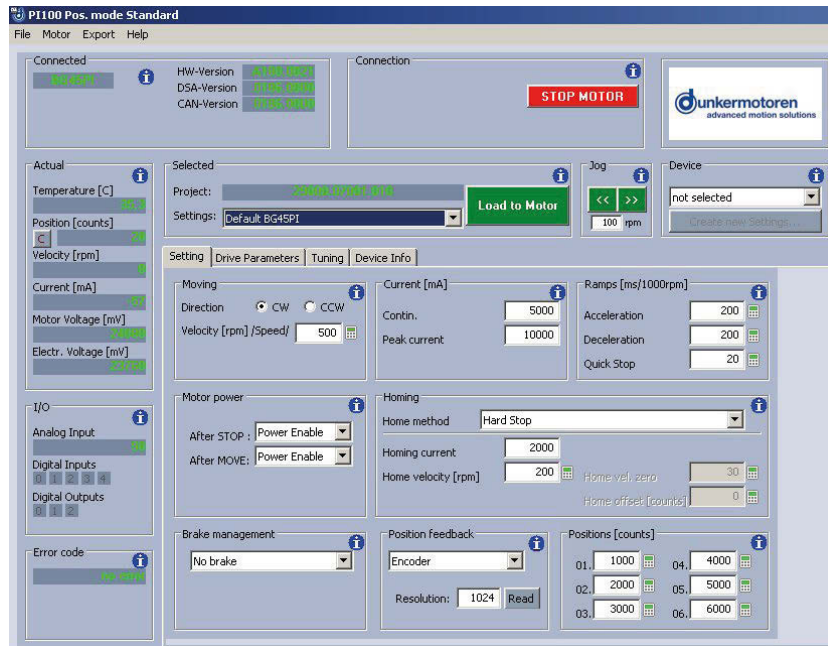 PI100 Pos. mode Standard
File Motor Export Help
Connected
BG45PI
HW-Version
DSA-Version
CAN-Version
Connection
STOP MOTOR
Dunkermotoren
advanced motion solutions
Actual
Temperature [C]
Position [counts]
C
Velocity [rpm]
Current [mA]
Motor Voltage [mV]
Electr. Voltage [mV]
Selected
Project:
Settings: Default BG45PI
Load to Motor
Jog
<< >>
100 rpm
Device
not selected
Create new Settings...
Setting Drive Parameters Tuning Device Info
Moving
Direction CW CCW
Velocity [rpm] /Speed/ 500
Current [mA]
Contin. 5000
Peak current 10000
Ramps [ms/1000rpm]
Acceleration 200
Deceleration 200
Quick Stop 20
Motor power
After STOP : Power Enable
After MOVE: Power Enable
Homing
Home method Hard Stop
Homing current 2000
Home velocity [rpm] 200 Home vel. zero 30
Home offset [counts] 0
I/O
Analog Input
Digital Inputs
0 1 2 3 4
Digital Outputs
0 1 2
Error code
no error
Brake management
No brake
Position feedback
Encoder
Resolution: 1024 Read
Positions [counts]
01. 1000 04. 4000
02. 2000 05. 5000
03. 3000 06. 6000